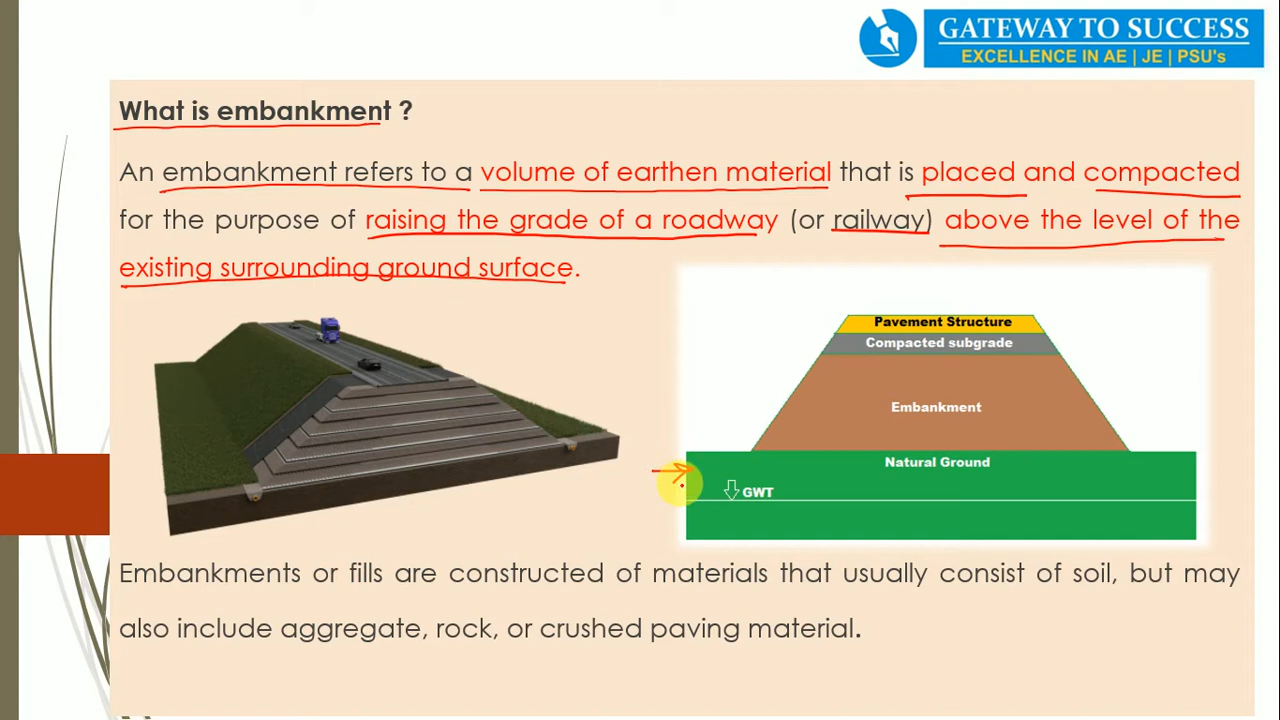 GATEWAY TO SUCCESS
EXCELLENCE IN AE | JE | PSU's
What is embankment ?
An embankment refers to a volume of earthen material that is placed and compacted
for the purpose of raising the grade of a roadway (or railway) above the level of the
existing surrounding ground surface.
Pavement Structure
Compacted subgrade
Embankment
Natural Ground
GWT
Embankments or fills are constructed of materials that usually consist of soil, but may
also include aggregate, rock, or crushed paving material.